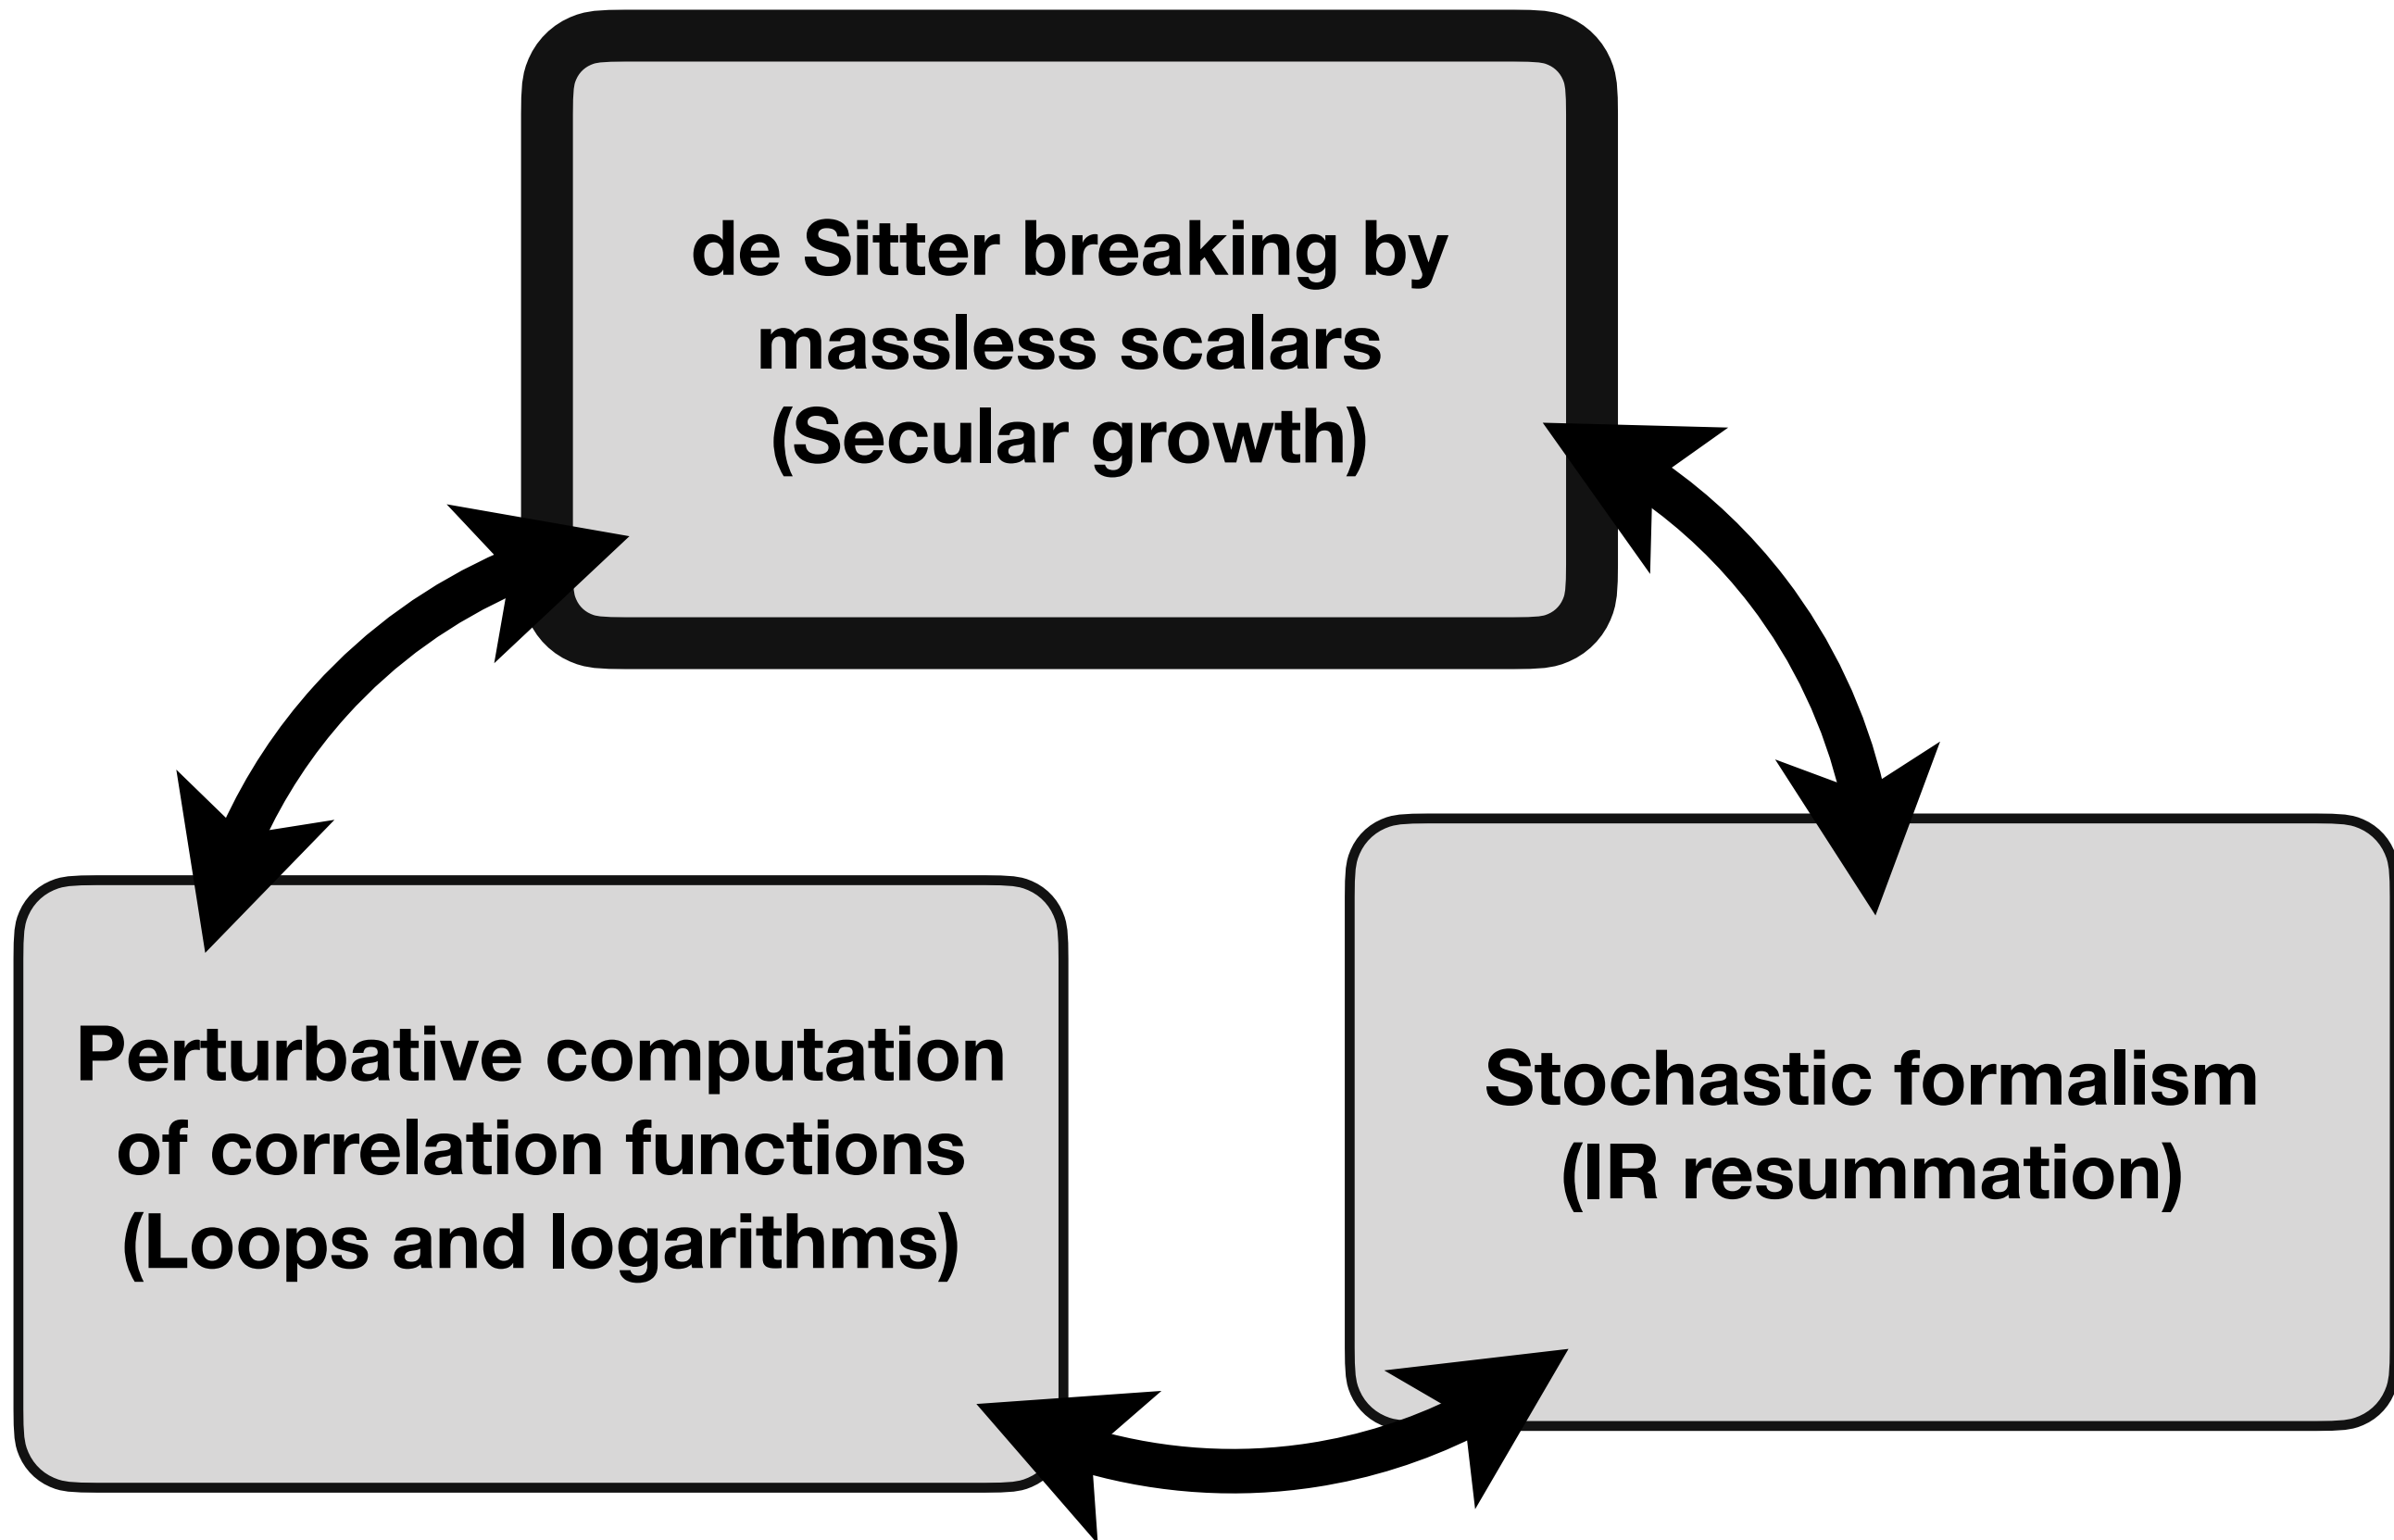 de Sitter breaking by
massless scalars
(Secular growth)
Perturbative computation
of correlation functions
(Loops and logarithms)
Stochastic formalism
(IR resummation)